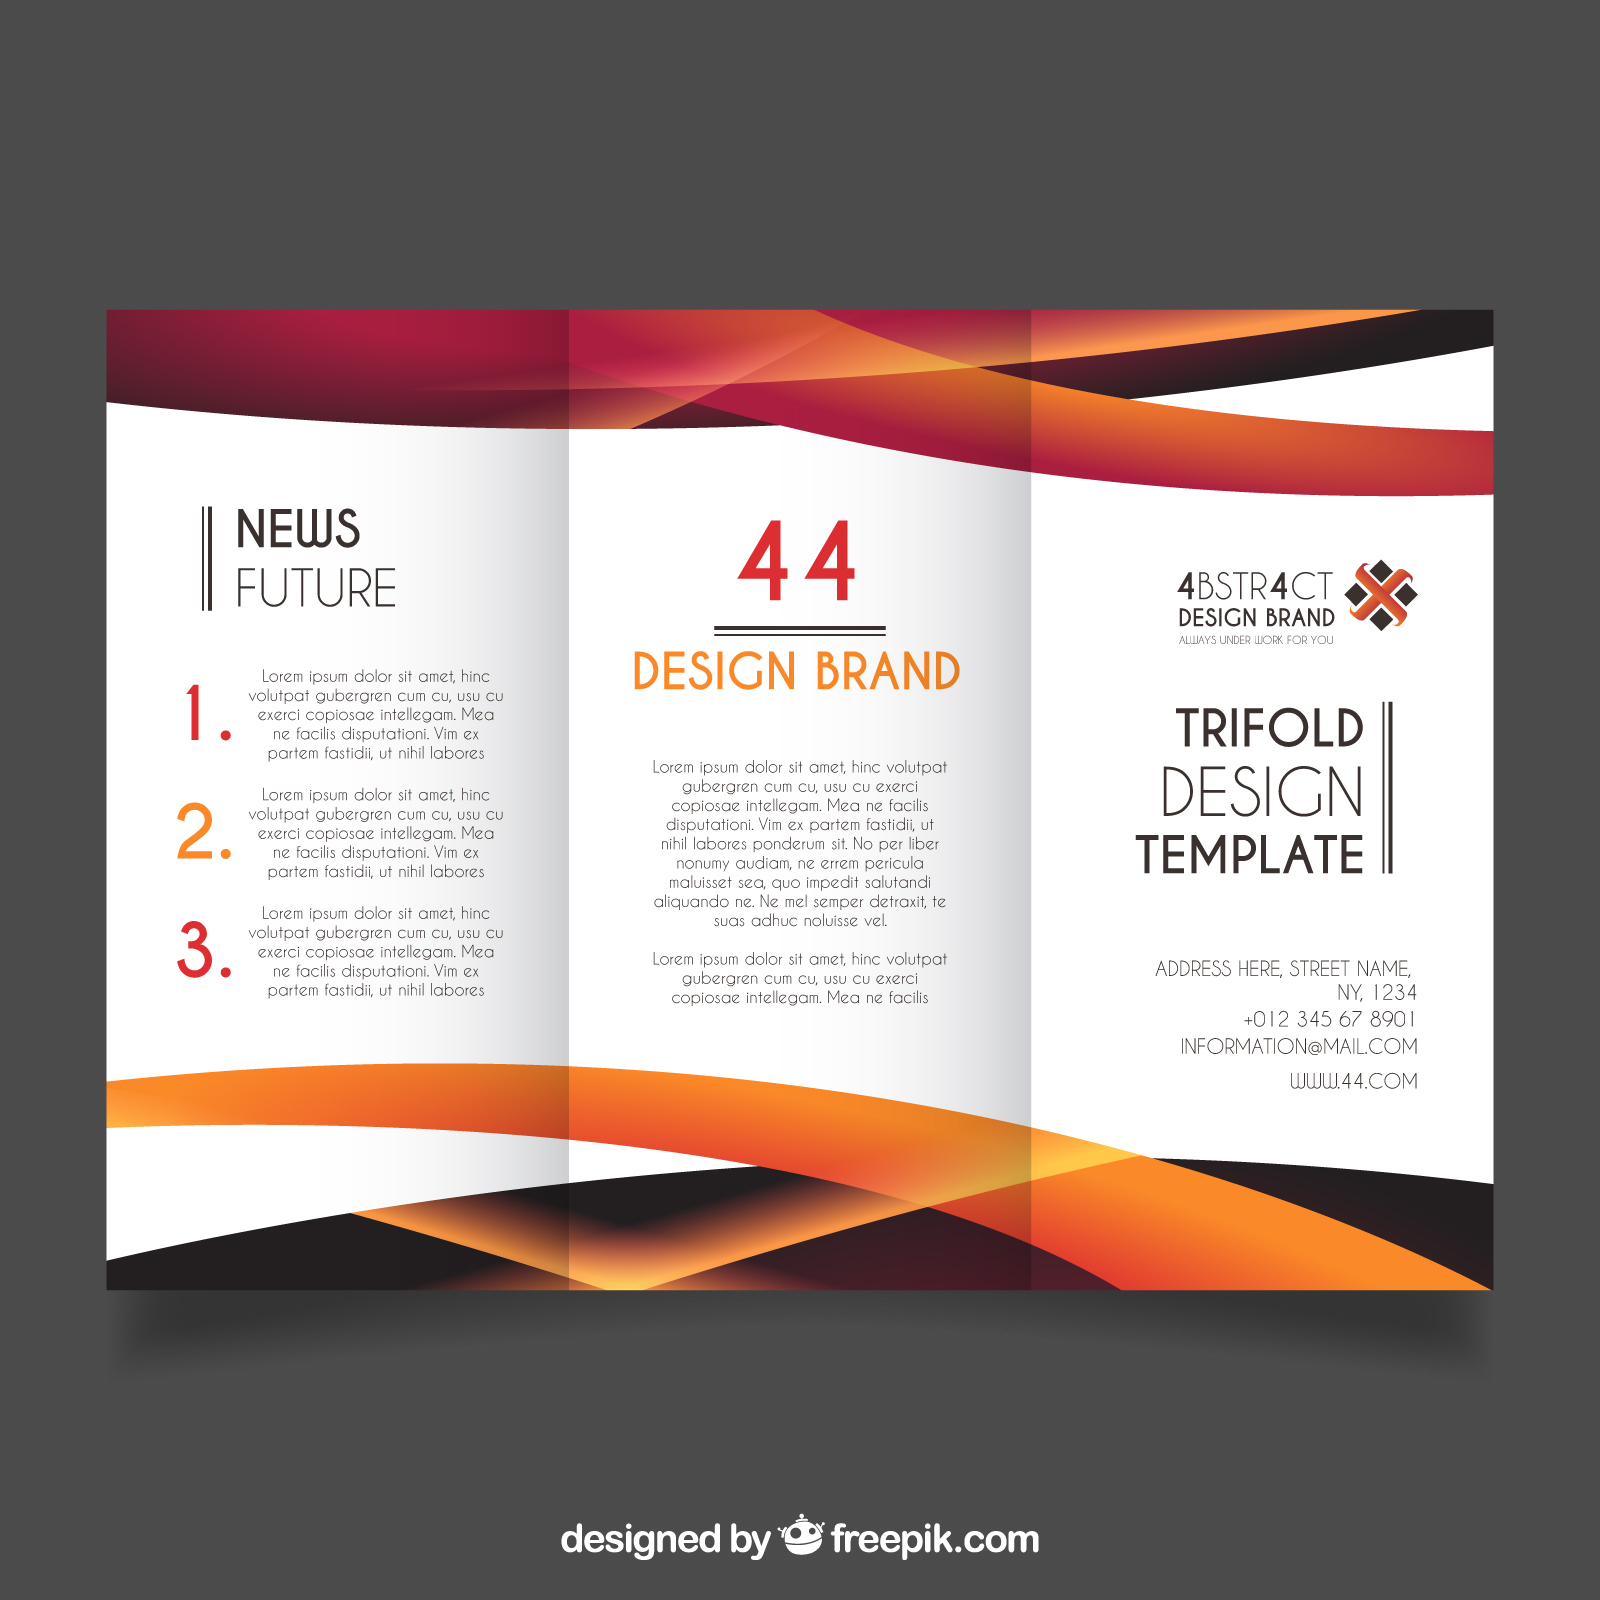 NEWS
FUTURE
1.
Lorem ipsum dolor sit amet, hinc
volutpat gubergren cum cu, usu cu
exerci copiosae intellegam. Mea
ne facilis disputationi. Vim ex
partem fastidii, ut nihil labores
2.
Lorem ipsum dolor sit amet, hinc
volutpat gubergren cum cu, usu cu
exerci copiosae intellegam. Mea
ne facilis disputationi. Vim ex
partem fastidii, ut nihil labores
3.
Lorem ipsum dolor sit amet, hinc
volutpat gubergren cum cu, usu cu
exerci copiosae intellegam. Mea
ne facilis disputationi. Vim ex
partem fastidii, ut nihil labores
44
DESIGN BRAND
Lorem ipsum dolor sit amet, hinc volutpat
gubergren cum cu, usu cu exerci
copiosae intellegam. Mea ne facilis
disputationi. Vim ex partem fastidii, ut
nihil labores ponderum sit. No per liber
nonumy audiam, ne errem pericula
maluisset sea, quo impedit salutandi
aliquando ne. Ne mel semper detraxit, te
suas adhuc noluisse vel.
Lorem ipsum dolor sit amet, hinc volutpat
gubergren cum cu, usu cu exerci
copiosae intellegam. Mea ne facilis
4BSTR4CT
DESIGN BRAND
ALWAYS UNDER WORK FOR YOU
TRIFOLD
DESIGN
TEMPLATE
ADDRESS HERE, STREET NAME,
NY, 1234
+012 345 67 8901
INFORMATION@MAIL.COM
WWW.44.COM
designed by freepik.com